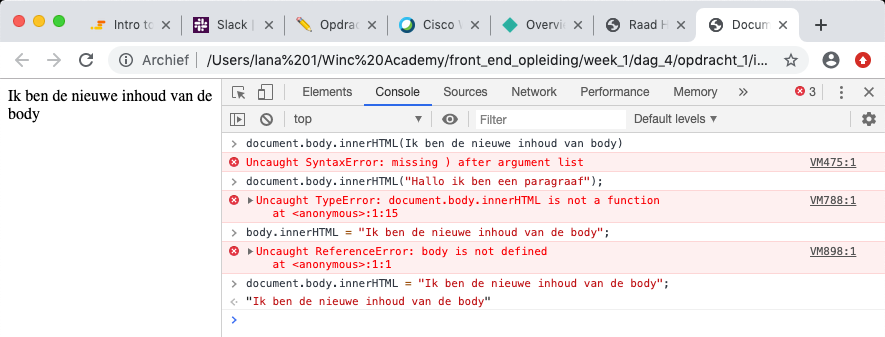 Intro to
Slack |
Opdrac
Cisco W
Overvie
Raad H
Docum
Archief
/Users/lana%201/Winc%20Academy/front_end_opleiding/week_1/dag_4/opdracht_1/i...
Ik ben de nieuwe inhoud van de
body
Elements Console Sources Network Performance Memory 3
top Filter Default levels ▼
document.body.innerHTML(Ik ben de nieuwe inhoud van body)
Uncaught SyntaxError: missing ) after argument list VM475:1
document.body.innerHTML("Hallo ik ben een paragraaf");
Uncaught TypeError: document.body.innerHTML is not a function VM788:1
at <anonymous>:1:15
body.innerHTML = "Ik ben de nieuwe inhoud van de body";
Uncaught ReferenceError: body is not defined VM898:1
at <anonymous>:1:1
document.body.innerHTML = "Ik ben de nieuwe inhoud van de body";
"Ik ben de nieuwe inhoud van de body"